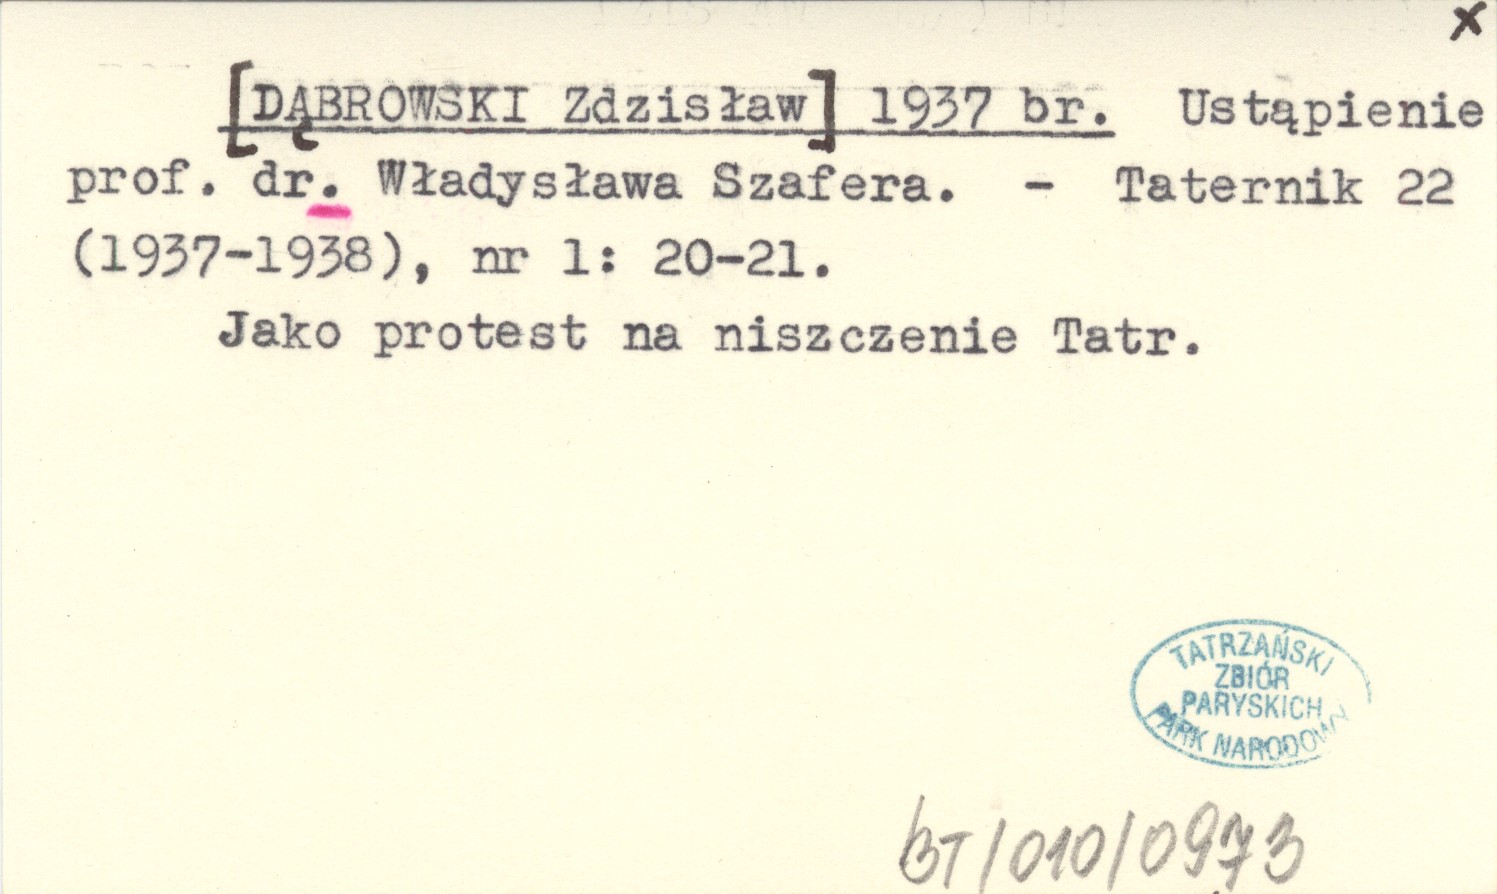 x
[DĄBROWSKI Zdzisław] 1937 br. Ustąpienie
prof. dr. Władysława Szafera. - Taternik 22
(1937-1938), nr 1: 20-21.
Jako protest na niszczenie Tatr.
TATRZAŃSKI
ZBIÓR
PARYSKICH
PARK NARODOWY
BT/010/0973